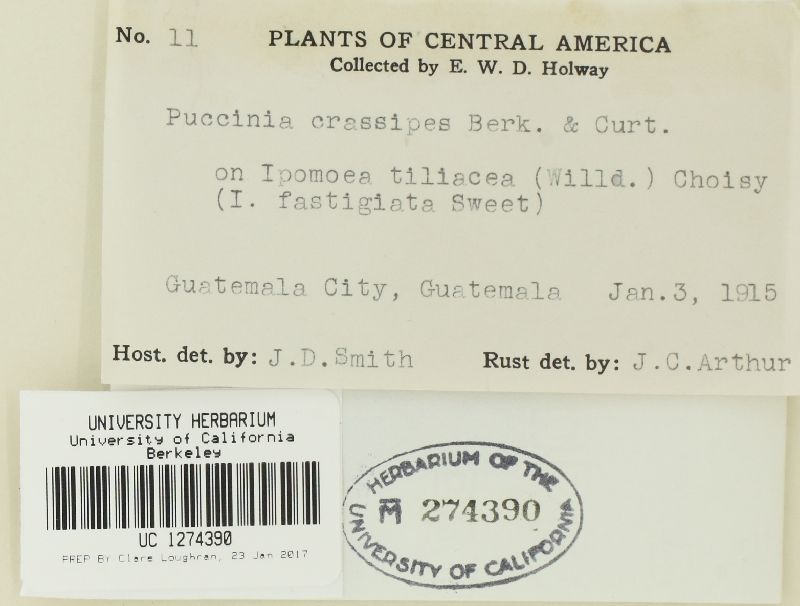 No. 11 PLANTS OF CENTRAL AMERICA
Collected by E. W. D. Holway
Puccinia crassipes Berk. & Curt.
on Ipomoea tiliacea (Willd.) Choisy
(I. fastigiata Sweet)
Guatemala City, Guatemala Jan.3, 1915
Host. det. by: J.D.Smith Rust det. by: J.C.Arthur
UNIVERSITY HERBARIUM
University of California
Berkeley
UC 1274390
PREP BY Clare Loughran, 23 Jan 2017
HERBARIUM OF THE
M 274390
UNIVERSITY OF CALIFORNIA